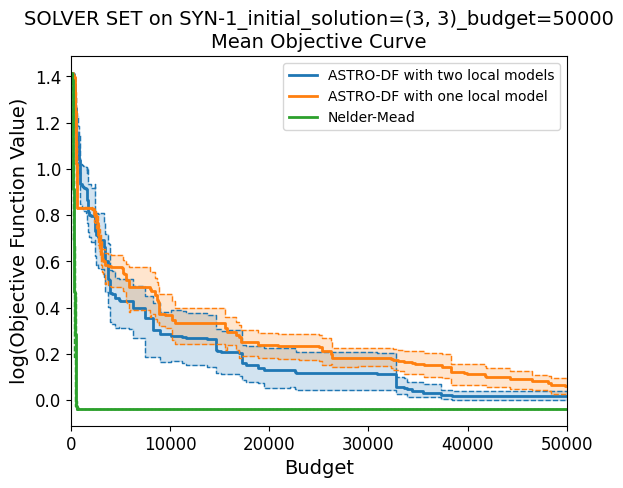 SOLVER SET on SYN-1_initial_solution=(3, 3)_budget=50000
Mean Objective Curve
ASTRO-DF with two local models
ASTRO-DF with one local model
Nelder-Mead
log(Objective Function Value)
1.4
1.2
1.0
0.8
0.6
0.4
0.2
0.0
0
10000
20000
30000
40000
50000
Budget